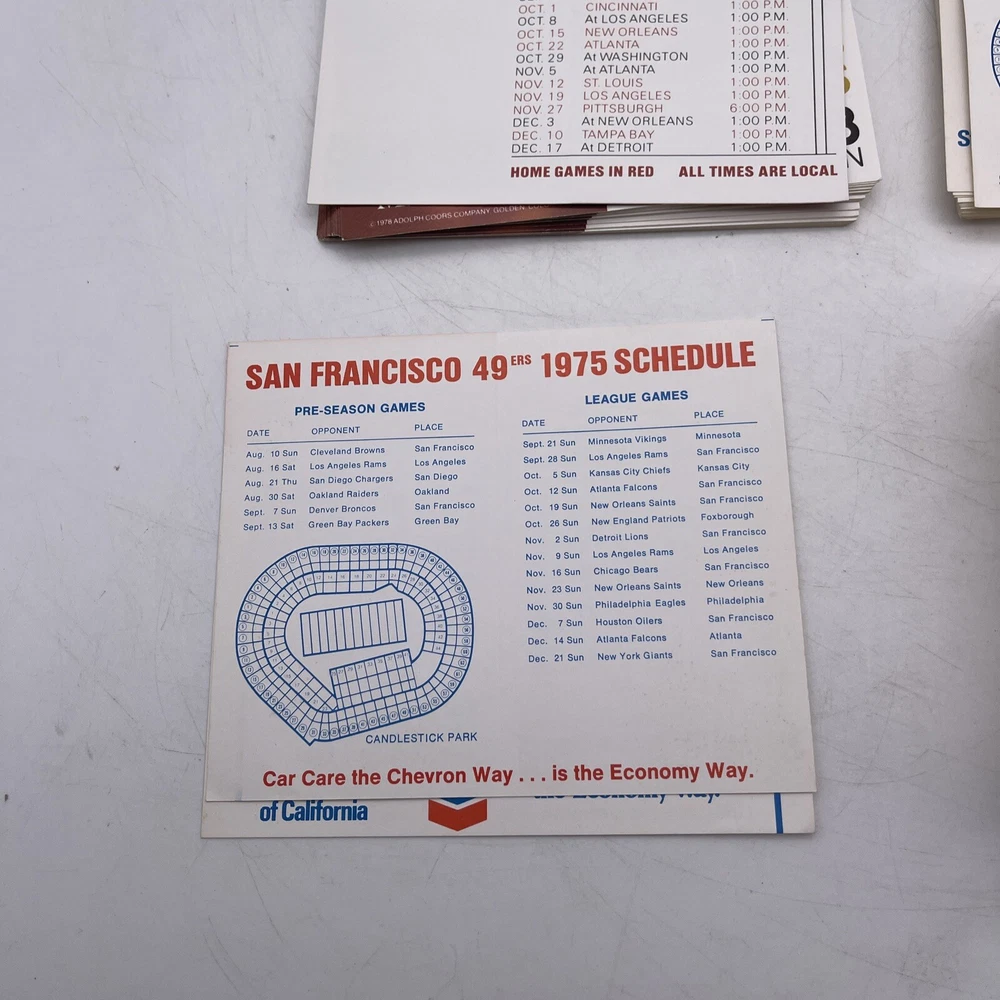 OCT. 1 CINCINNATI 1:00 P.M.
OCT. 8 At LOS ANGELES 1:00 P.M.
OCT. 15 NEW ORLEANS 1:00 P.M.
OCT. 22 ATLANTA 1:00 P.M.
OCT. 29 At WASHINGTON 1:00 P.M.
NOV. 5 At ATLANTA 1:00 P.M.
NOV. 12 ST. LOUIS 1:00 P.M.
NOV. 19 LOS ANGELES 1:00 P.M.
NOV. 27 PITTSBURGH 6:00 P.M.
DEC. 3 At NEW ORLEANS 1:00 P.M.
DEC. 10 TAMPA BAY 1:00 P.M.
DEC. 17 At DETROIT 1:00 P.M.
HOME GAMES IN RED ALL TIMES ARE LOCAL
© 1978 ADOLPH COORS COMPANY, GOLDEN,
SAN FRANCISCO 49ERS 1975 SCHEDULE
PRE-SEASON GAMES
DATE OPPONENT PLACE
Aug. 10 Sun Cleveland Browns San Francisco
Aug. 16 Sat Los Angeles Rams Los Angeles
Aug. 21 Thu San Diego Chargers San Diego
Aug. 30 Sat Oakland Raiders Oakland
Sept. 7 Sun Denver Broncos San Francisco
Sept. 13 Sat Green Bay Packers Green Bay
LEAGUE GAMES
DATE OPPONENT PLACE
Sept. 21 Sun Minnesota Vikings Minnesota
Sept. 28 Sun Los Angeles Rams San Francisco
Oct. 5 Sun Kansas City Chiefs Kansas City
Oct. 12 Sun Atlanta Falcons San Francisco
Oct. 19 Sun New Orleans Saints San Francisco
Oct. 26 Sun New England Patriots Foxborough
Nov. 2 Sun Detroit Lions San Francisco
Nov. 9 Sun Los Angeles Rams Los Angeles
Nov. 16 Sun Chicago Bears San Francisco
Nov. 23 Sun New Orleans Saints New Orleans
Nov. 30 Sun Philadelphia Eagles Philadelphia
Dec. 7 Sun Houston Oilers San Francisco
Dec. 14 Sun Atlanta Falcons Atlanta
Dec. 21 Sun New York Giants San Francisco
CANDLESTICK PARK
Car Care the Chevron Way . . . is the Economy Way.
of California
the Economy Way.